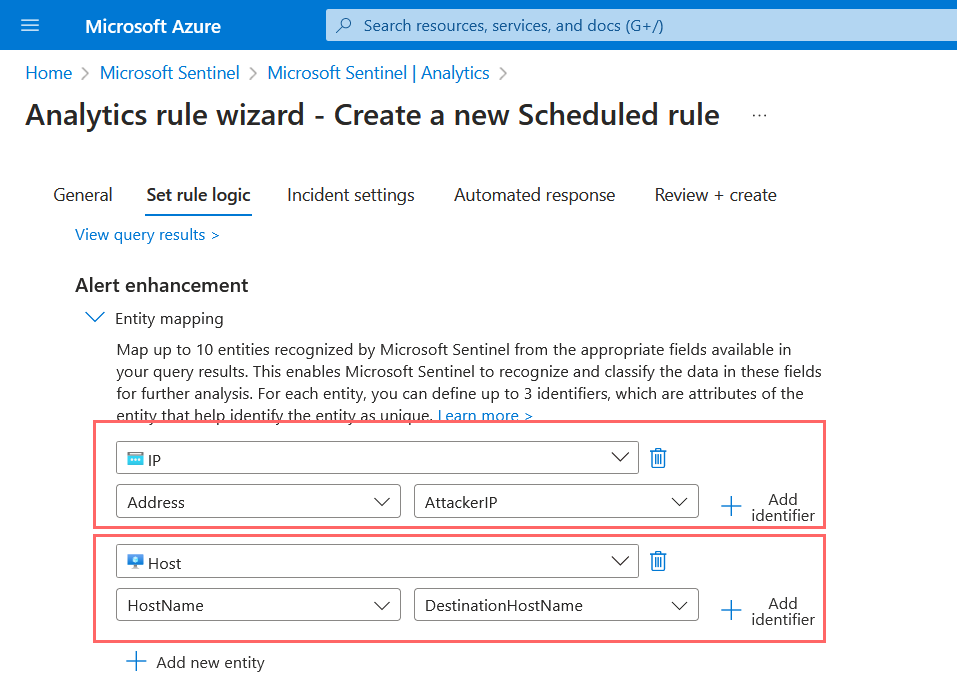 Microsoft Azure
Search resources, services, and docs (G+/)
Home > Microsoft Sentinel > Microsoft Sentinel | Analytics >
Analytics rule wizard - Create a new Scheduled rule ...
General Set rule logic Incident settings Automated response Review + create
View query results >
Alert enhancement
Entity mapping
Map up to 10 entities recognized by Microsoft Sentinel from the appropriate fields available in
your query results. This enables Microsoft Sentinel to recognize and classify the data in these fields
for further analysis. For each entity, you can define up to 3 identifiers, which are attributes of the
entity that help identify the entity as unique. Learn more >
IP
Address AttackerIP
Add
identifier
Host
HostName DestinationHostName
Add
identifier
Add new entity